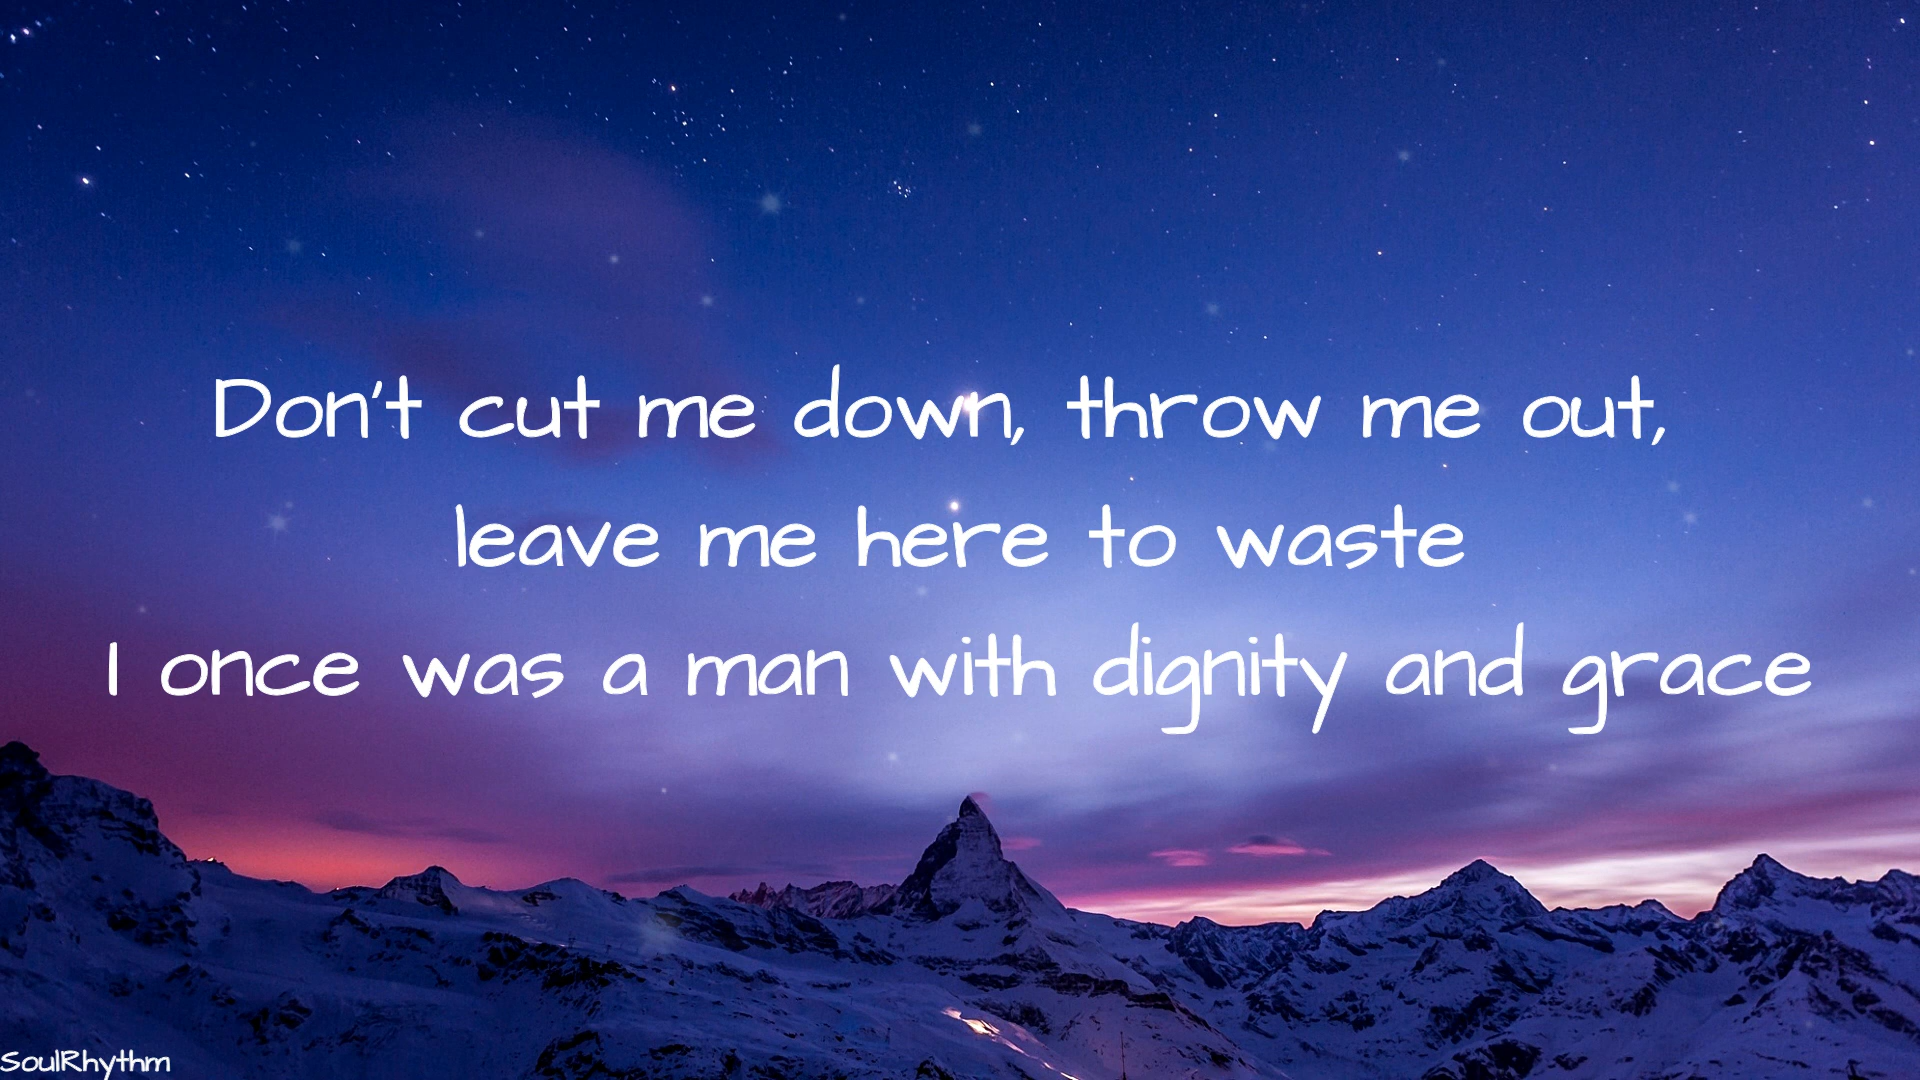 Don't cut me down, throw me out,
leave me here to waste
I once was a man with dignity and grace
SoulRhythm